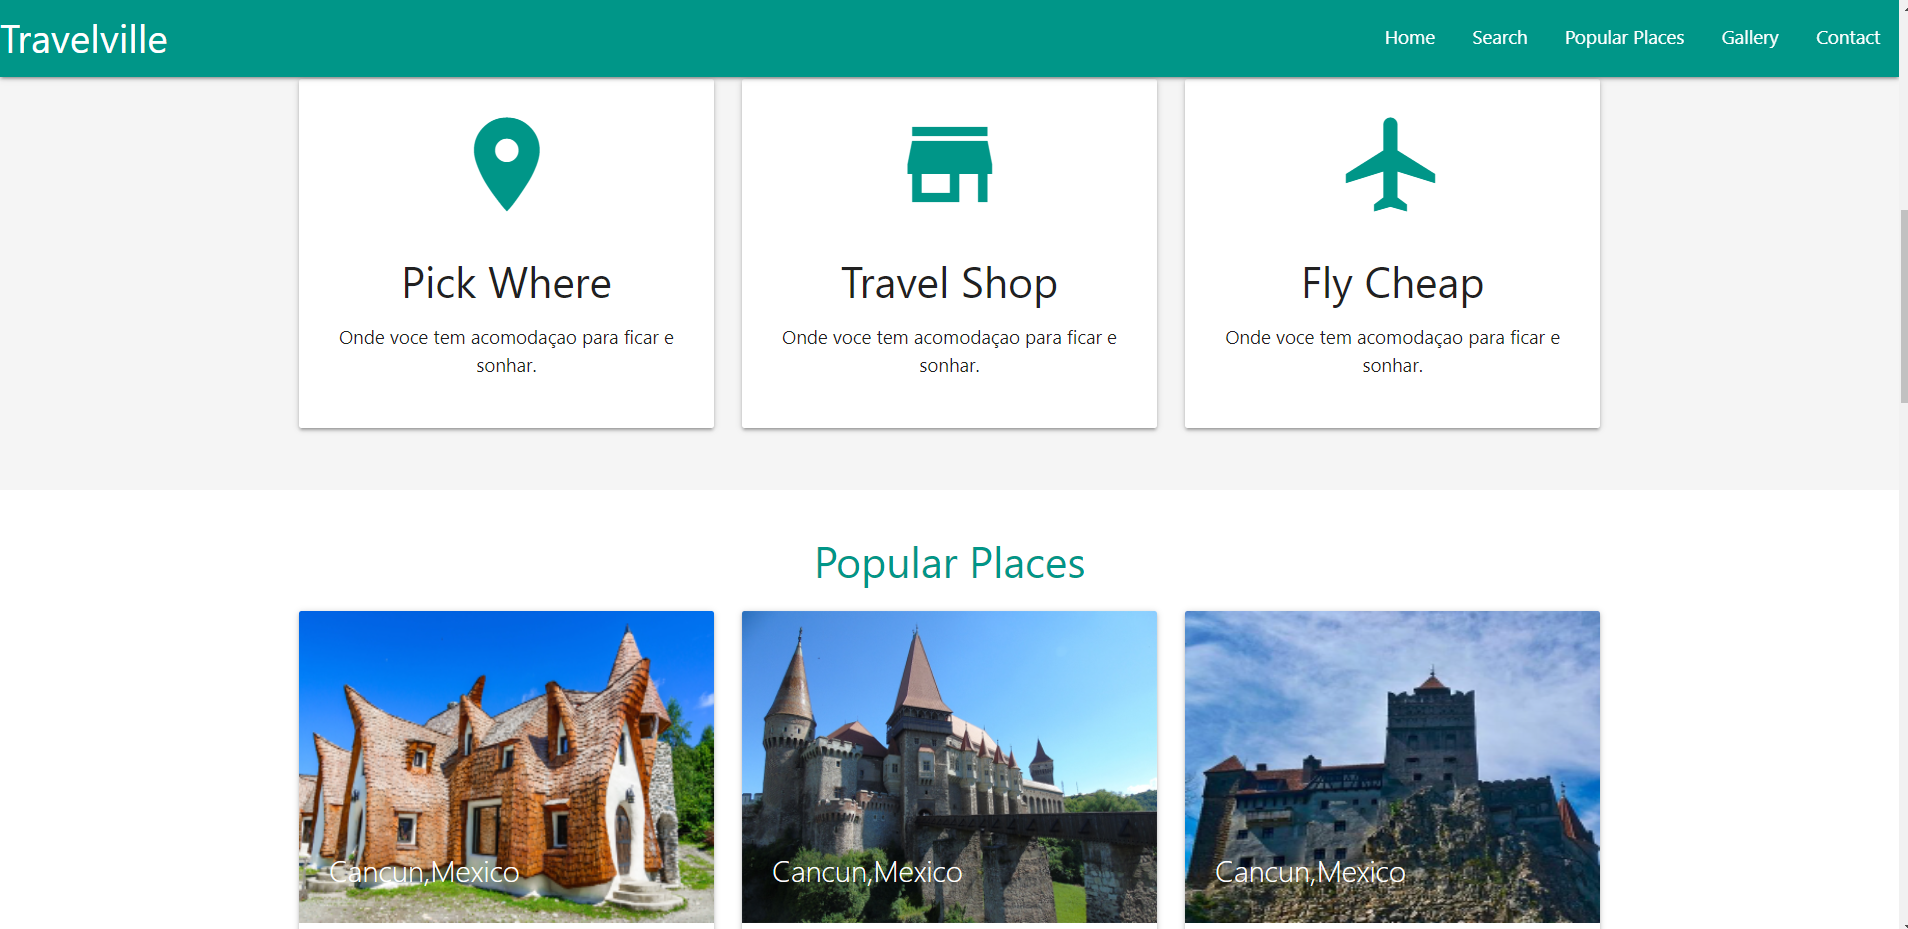 Travelville
Home Search Popular Places Gallery Contact
Pick Where
Onde voce tem acomodaçao para ficar e
sonhar.
Travel Shop
Onde voce tem acomodaçao para ficar e
sonhar.
Fly Cheap
Onde voce tem acomodaçao para ficar e
sonhar.
Popular Places
Cancun,Mexico
Cancun,Mexico
Cancun,Mexico